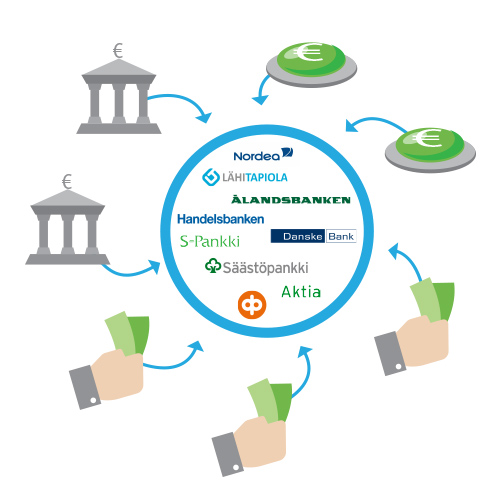 €
€
€
€
Nordea
LÄHITAPIOLA
ÅLANDSBANKEN
Handelsbanken
S-Pankki
Danske Bank
Säästöpankki
Aktia